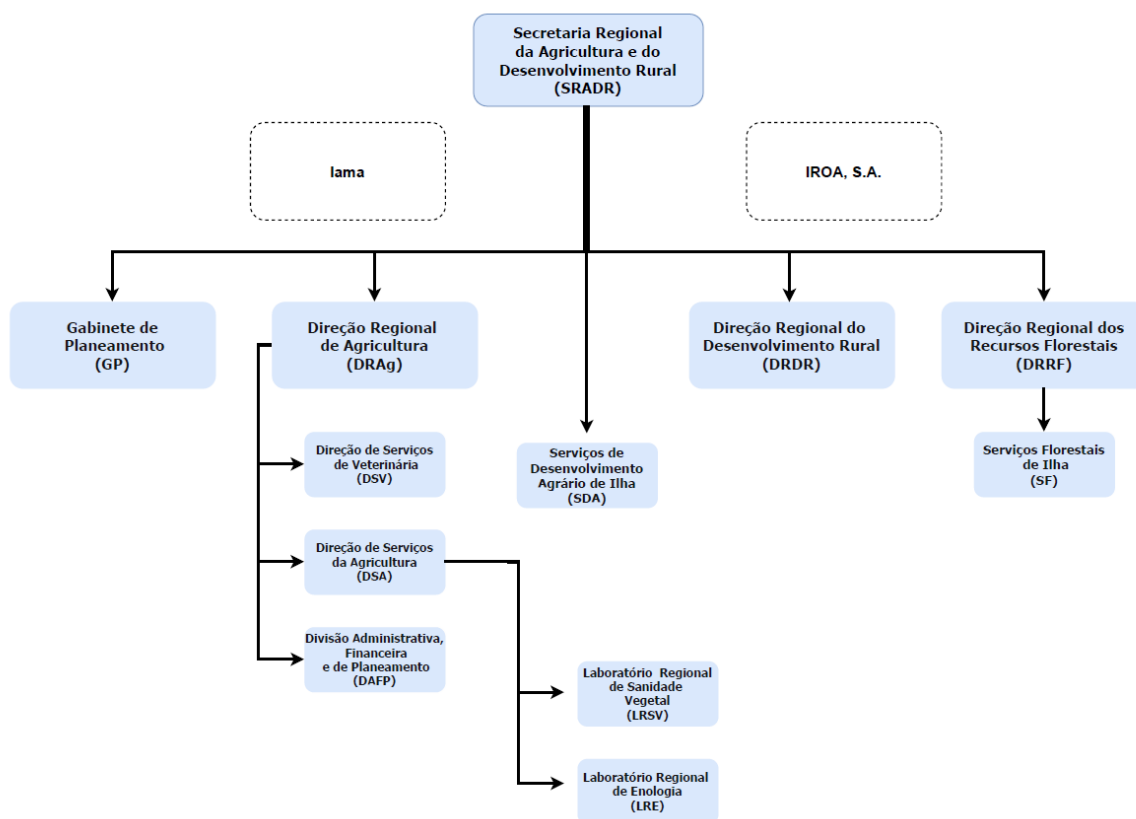 Secretaria Regional
da Agricultura e do
Desenvolvimento Rural
(SRADR)
Iama
IROA, S.A.
Gabinete de
Planeamento
(GP)
Direção Regional
de Agricultura
(DRAg)
Direção Regional do
Desenvolvimento Rural
(DRDR)
Direção Regional dos
Recursos Florestais
(DRRF)
Direção de Serviços
de Veterinária
(DSV)
Serviços de
Desenvolvimento
Agrário de Ilha
(SDA)
Serviços Florestais
de Ilha
(SF)
Direção de Serviços
da Agricultura
(DSA)
Divisão Administrativa,
Financeira
e de Planeamento
(DAFP)
Laboratório Regional
de Sanidade
Vegetal
(LRSV)
Laboratório Regional
de Enologia
(LRE)